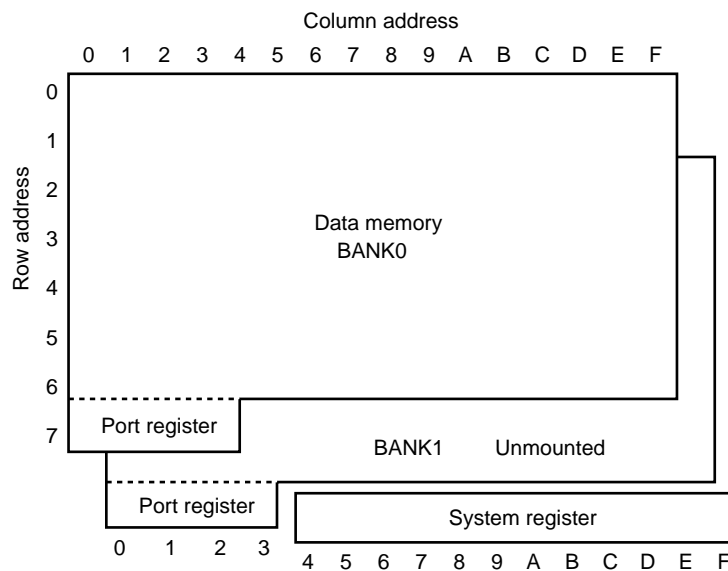 Column address
0 1 2 3 4 5 6 7 8 9 A B C D E F
Row address
0
1
2
3
4
5
6
7
Data memory
BANK0
Port register
BANK1 Unmounted
Port register
System register
0 1 2 3
4 5 6 7 8 9 A B C D E F